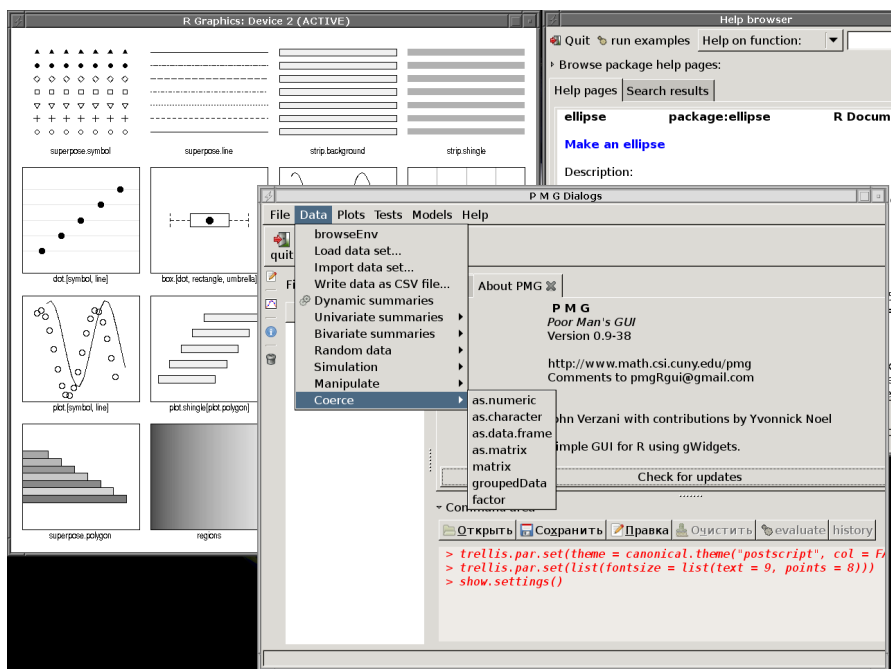 R Graphics: Device 2 (ACTIVE)
superpose.symbol
superpose.line
strip.background
strip.shingle
dot.[symbol, line]
box.[dot, rectangle, umbrella]
plot.[symbol, line]
plot.shingle[plot.polygon]
superpose.polygon
regions
Help browser
Quit run examples Help on function:
Browse package help pages:
Help pages Search results
ellipse package:ellipse R Docum
Make an ellipse
Description:
P M G Dialogs
File Data Plots Tests Models Help
quit
browseEnv
Load data set...
Import data set...
Write data as CSV file...
Dynamic summaries
Univariate summaries
Bivariate summaries
Random data
Simulation
Manipulate
Coerce
as.numeric
as.character
as.data.frame
as.matrix
matrix
groupedData
factor
About PMG
P M G
Poor Man's GUI
Version 0.9-38
http://www.math.csi.cuny.edu/pmg
Comments to pmgRgui@gmail.com
John Verzani with contributions by Yvonnick Noel
imple GUI for R using gWidgets.
Check for updates
Открыть Сохранить Правка Очистить evaluate history
> trellis.par.set(theme = canonical.theme("postscript", col = FA
> trellis.par.set(list(fontsize = list(text = 9, points = 8)))
> show.settings()